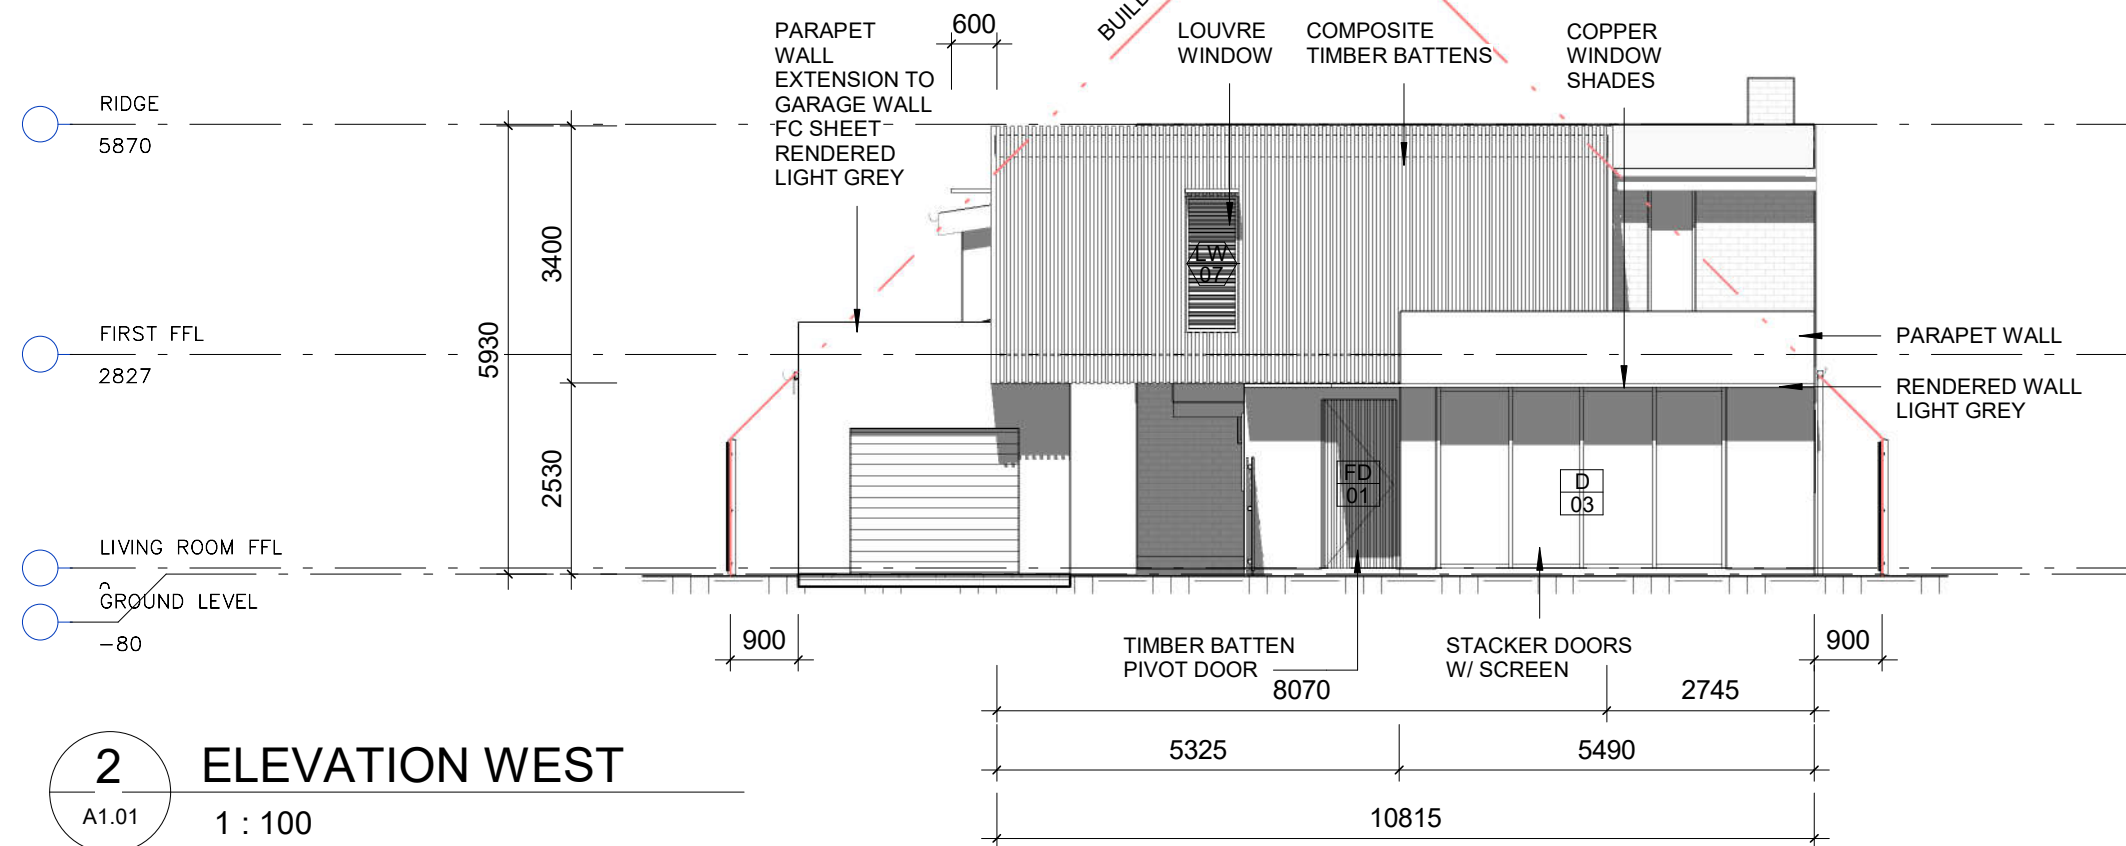 600
BUILD
PARAPET
WALL
EXTENSION TO
GARAGE WALL
FC SHEET
RENDERED
LIGHT GREY
LOUVRE
WINDOW
COMPOSITE
TIMBER BATTENS
COPPER
WINDOW
SHADES
RIDGE
5870
3400
5930
2530
LW
07
FIRST FFL
2827
PARAPET WALL
RENDERED WALL
LIGHT GREY
FD
01
D
03
LIVING ROOM FFL
GROUND LEVEL
-80
900
TIMBER BATTEN
PIVOT DOOR
STACKER DOORS
W/ SCREEN
900
8070
2745
5325
5490
10815
2
A1.01
ELEVATION WEST
1 : 100